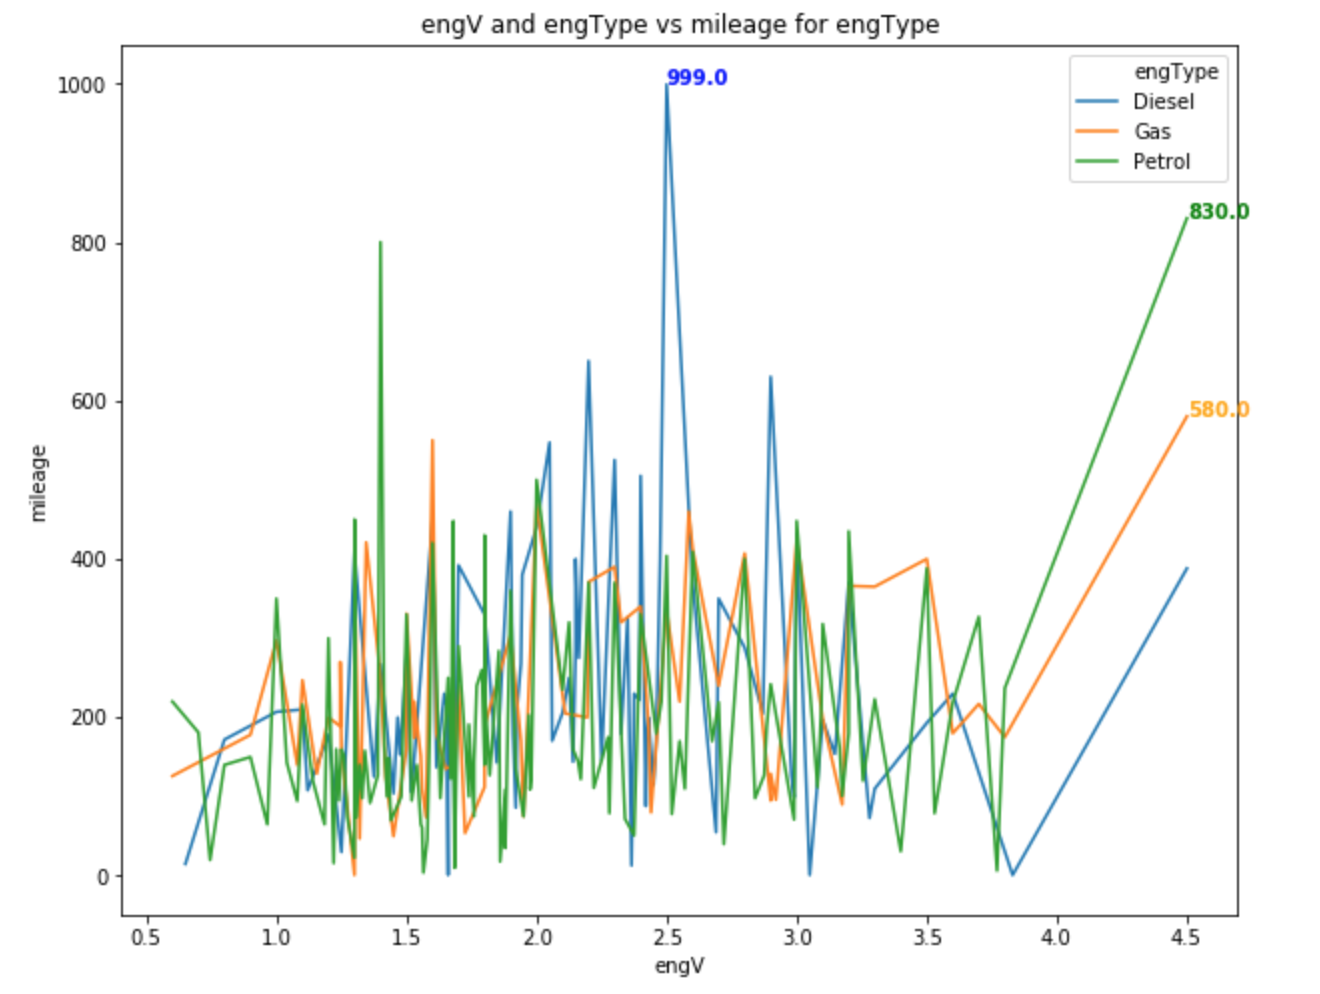 engV and engType vs mileage for engType
999.0
engType
Diesel
Gas
Petrol
830.0
580.0
mileage
1000
800
600
400
200
0
0.5 1.0 1.5 2.0 2.5 3.0 3.5 4.0 4.5
engV